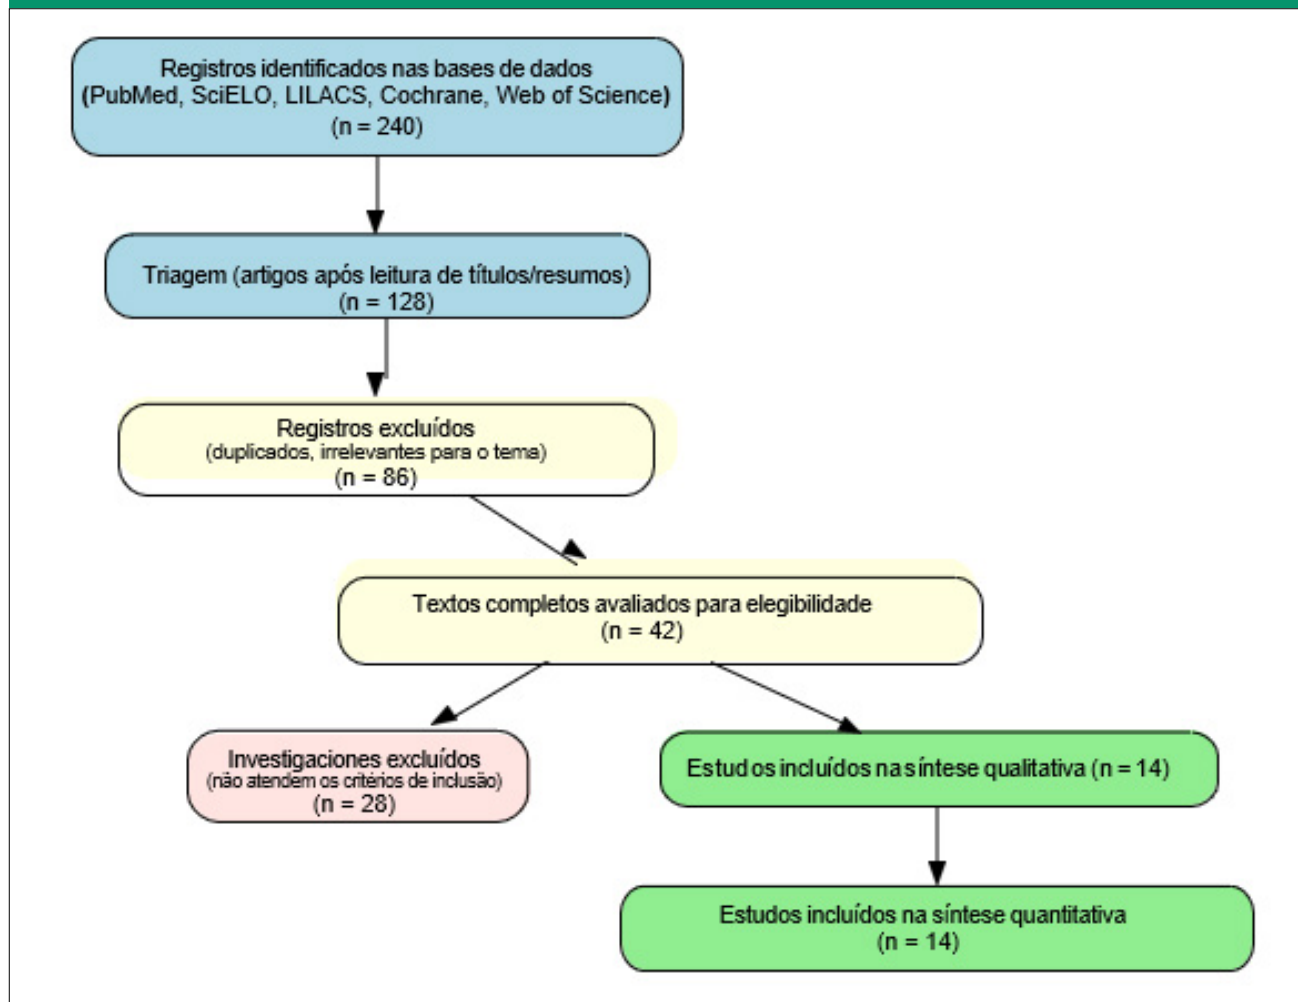 Registros identificados nas bases de dados
(PubMed, SciELO, LILACS, Cochrane, Web of Science)
(n = 240)
Triagem (artigos após leitura de títulos/resumos)
(n = 128)
Registros excluídos
(duplicados, irrelevantes para o tema)
(n = 86)
Textos completos avaliados para elegibilidade
(n = 42)
Investigaciones excluídos
(não atendem os critérios de inclusão)
(n = 28)
Estudos incluídos na síntese qualitativa (n = 14)
Estudos incluídos na síntese quantitativa
(n = 14)